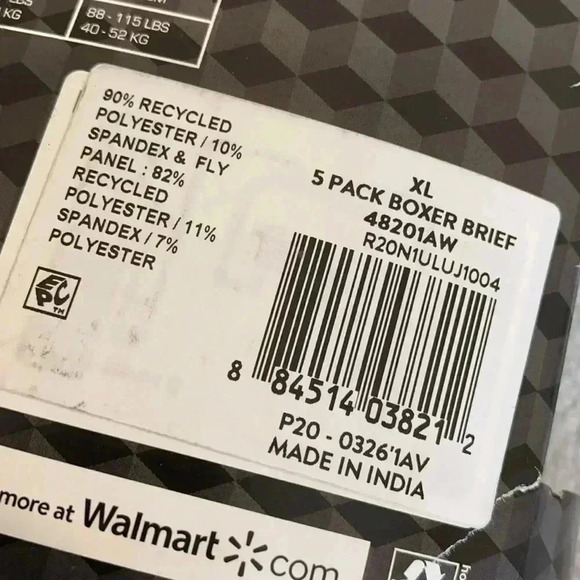 KG
88 - 115 LBS
40 - 52 KG
90% RECYCLED
POLYESTER / 10%
SPANDEX & FLY
PANEL : 82%
RECYCLED
POLYESTER / 11%
SPANDEX / 7%
POLYESTER
EPC™
XL
5 PACK BOXER BRIEF
48201AW
R20N1ULUJ1004
8 84514 03821 2
P20 - 0326'1AV
MADE IN INDIA
more at Walmart com